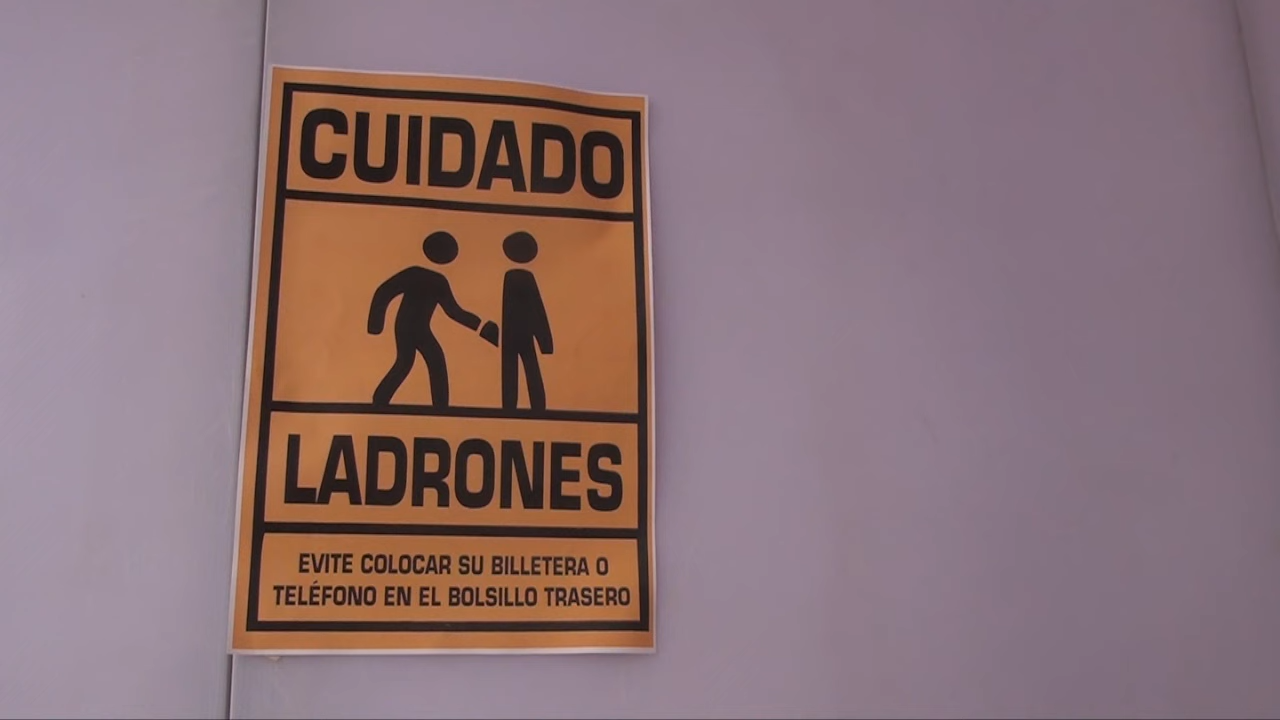 CUIDADO
LADRONES
EVITE COLOCAR SU BILLETERA O
TELÉFONO EN EL BOLSILLO TRASERO